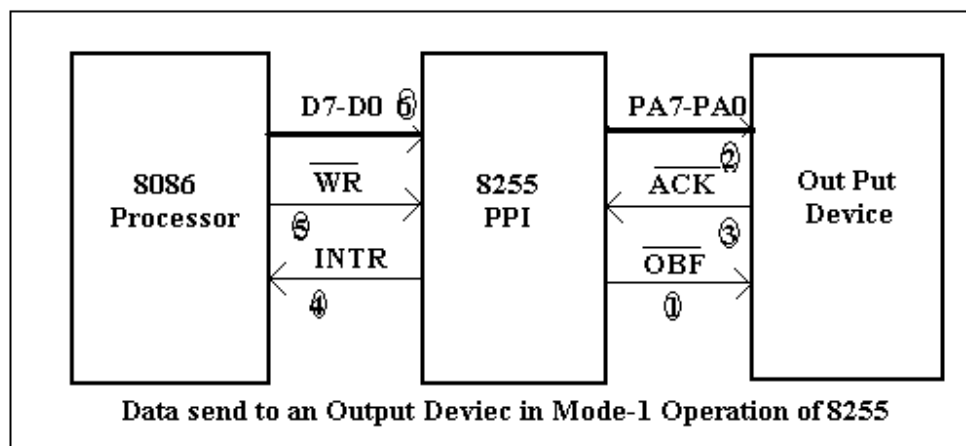 D7-D0 ⑥
PA7-PA0
②
8086
Processor
WR
⑤
INTR
④
8255
PPI
ACK
③
OBF
①
Out Put
Device
Data send to an Output Deviec in Mode-1 Operation of 8255